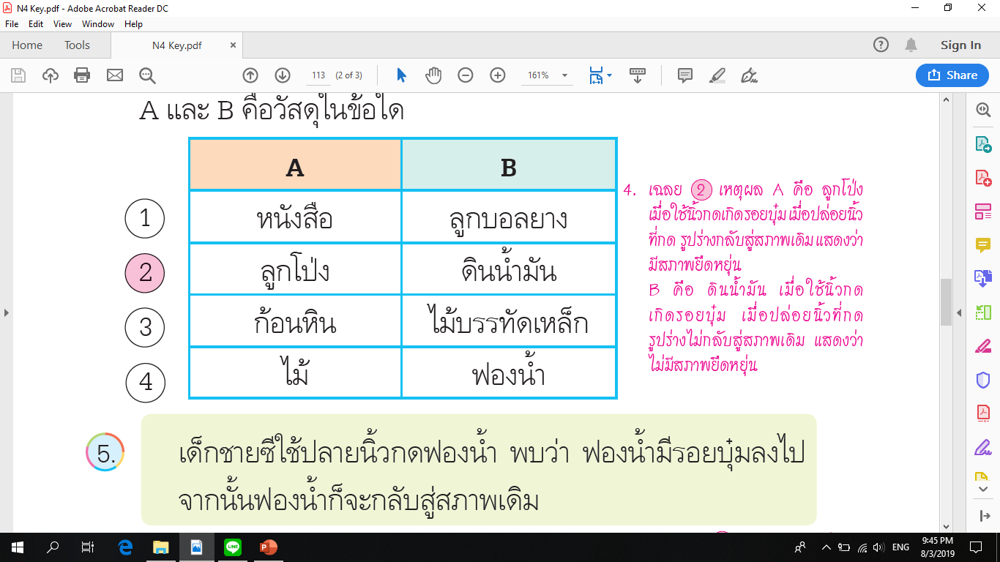 N4 Key.pdf - Adobe Acrobat Reader DC
File Edit View Window Help
Home Tools N4 Key.pdf × Sign In
113 (2 of 3) 161% Share
A และ B คือวัสดุในข้อใด
A B
1 หนังสือ ลูกบอลยาง
2 ลูกโป่ง ดินน้ำมัน
3 ก้อนหิน ไม้บรรทัดเหล็ก
4 ไม้ ฟองน้ำ
4. เฉลย 2 เหตุผล A คือ ลูกโป่ง
เมื่อใช้นิ้วกดเกิดรอยบุ๋ม เมื่อปล่อยนิ้ว
ที่กด รูปร่างกลับสู่สภาพเดิม แสดงว่า
มีสภาพยืดหยุ่น
B คือ ดินน้ำมัน เมื่อใช้นิ้วกด
เกิดรอยบุ๋ม เมื่อปล่อยนิ้วที่กด
รูปร่างไม่กลับสู่สภาพเดิม แสดงว่า
ไม่มีสภาพยืดหยุ่น
5. เด็กชายซีใช้ปลายนิ้วกดฟองน้ำ พบว่า ฟองน้ำมีรอยบุ๋มลงไป
จากนั้นฟองน้ำก็จะกลับสู่สภาพเดิม
ENG 9:45 PM
8/3/2019